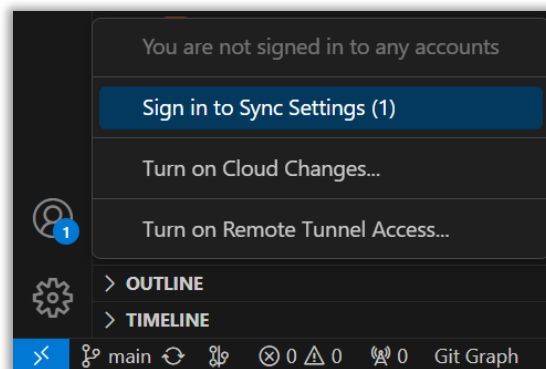 You are not signed in to any accounts
Sign in to Sync Settings (1)
Turn on Cloud Changes...
Turn on Remote Tunnel Access...
1
OUTLINE
TIMELINE
main 0 0 0 Git Graph